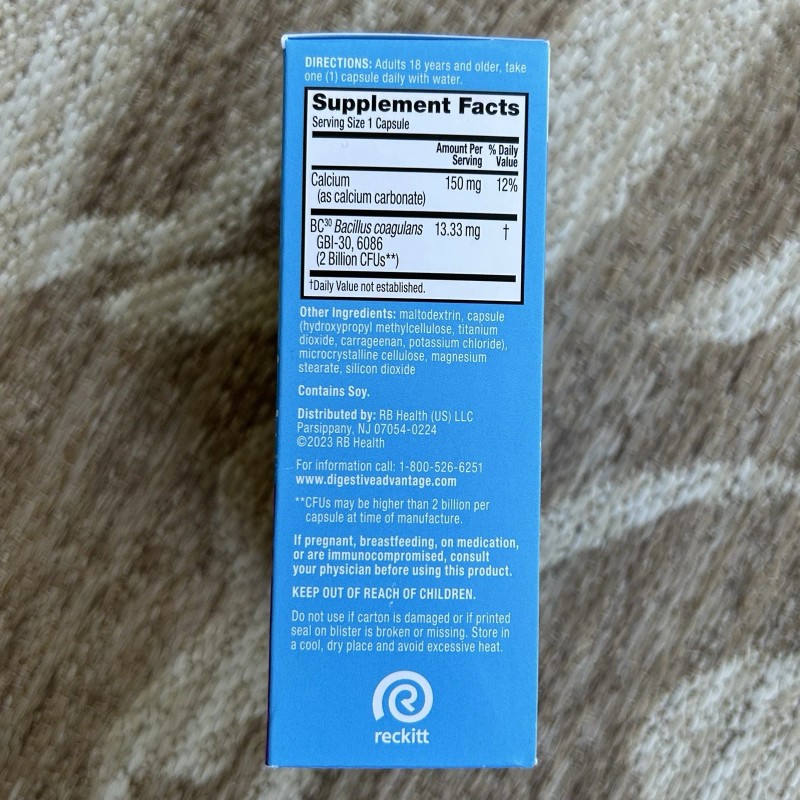 DIRECTIONS: Adults 18 years and older, take
one (1) capsule daily with water.
Supplement Facts
Serving Size 1 Capsule
Amount Per Serving % Daily Value
Calcium 150 mg 12%
(as calcium carbonate)
BC30 Bacillus coagulans 13.33 mg †
GBI-30, 6086
(2 Billion CFUs**)
†Daily Value not established.
Other Ingredients: maltodextrin, capsule
(hydroxypropyl methylcellulose, titanium
dioxide, carrageenan, potassium chloride),
microcrystalline cellulose, magnesium
stearate, silicon dioxide
Contains Soy.
Distributed by: RB Health (US) LLC
Parsippany, NJ 07054-0224
©2023 RB Health
For information call: 1-800-526-6251
www.digestiveadvantage.com
**CFUs may be higher than 2 billion per
capsule at time of manufacture.
If pregnant, breastfeeding, on medication,
or are immunocompromised, consult
your physician before using this product.
KEEP OUT OF REACH OF CHILDREN.
Do not use if carton is damaged or if printed
seal on blister is broken or missing. Store in
a cool, dry place and avoid excessive heat.
reckitt